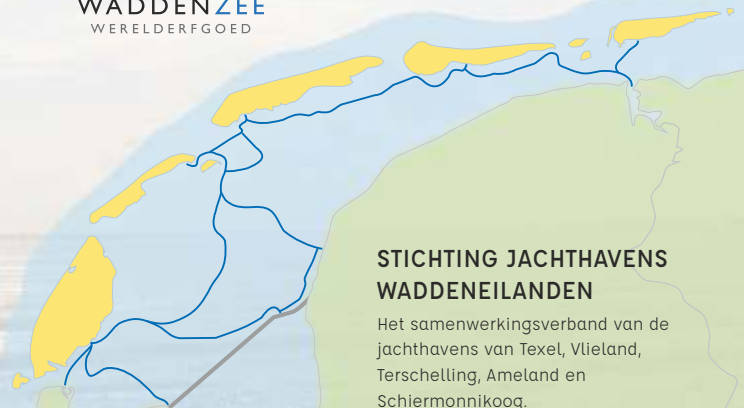 WADDENZEE
WERELDERFGOED
STICHTING JACHTHAVENS
WADDENEILANDEN
Het samenwerkingsverband van de
jachthavens van Texel, Vlieland,
Terschelling, Ameland en
Schiermonnikoog.